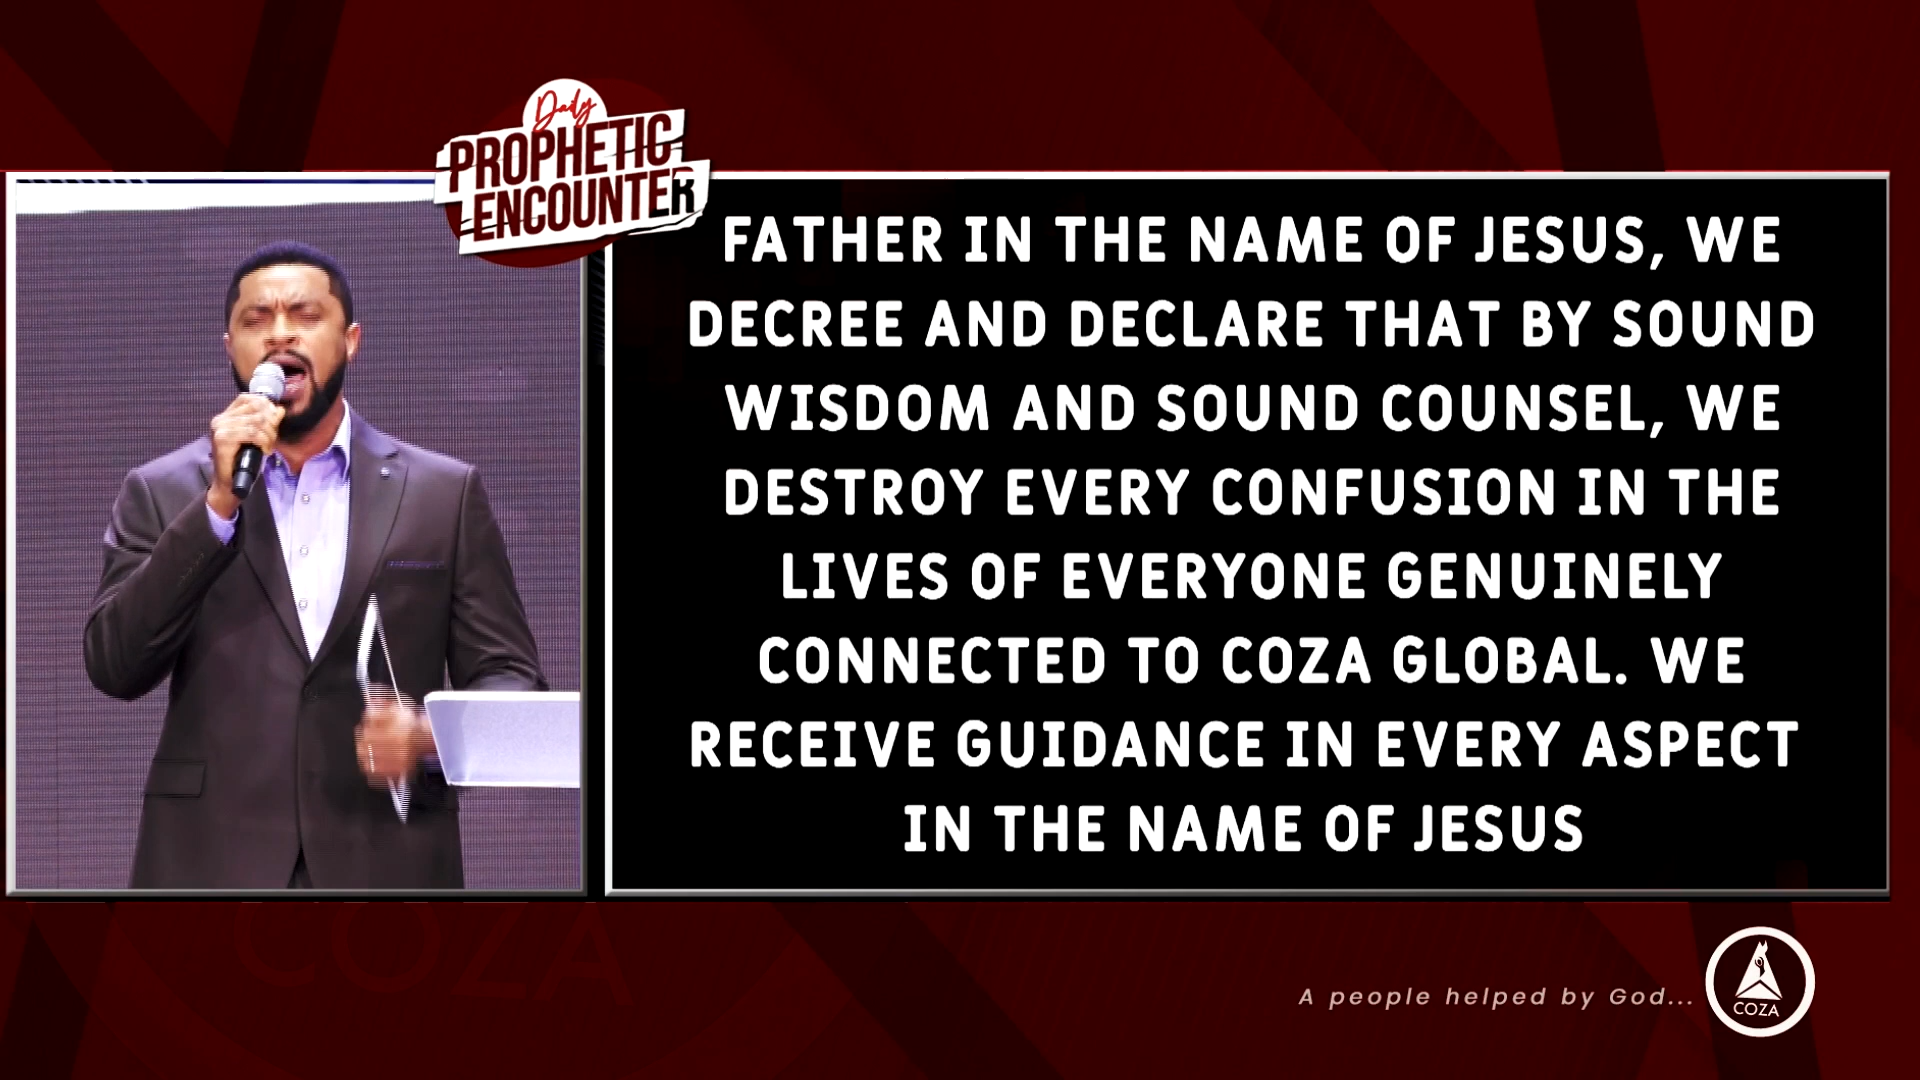 Daily
PROPHETIC
ENCOUNTER
FATHER IN THE NAME OF JESUS, WE
DECREE AND DECLARE THAT BY SOUND
WISDOM AND SOUND COUNSEL, WE
DESTROY EVERY CONFUSION IN THE
LIVES OF EVERYONE GENUINELY
CONNECTED TO COZA GLOBAL. WE
RECEIVE GUIDANCE IN EVERY ASPECT
IN THE NAME OF JESUS
COZA
A people helped by God...
COZA